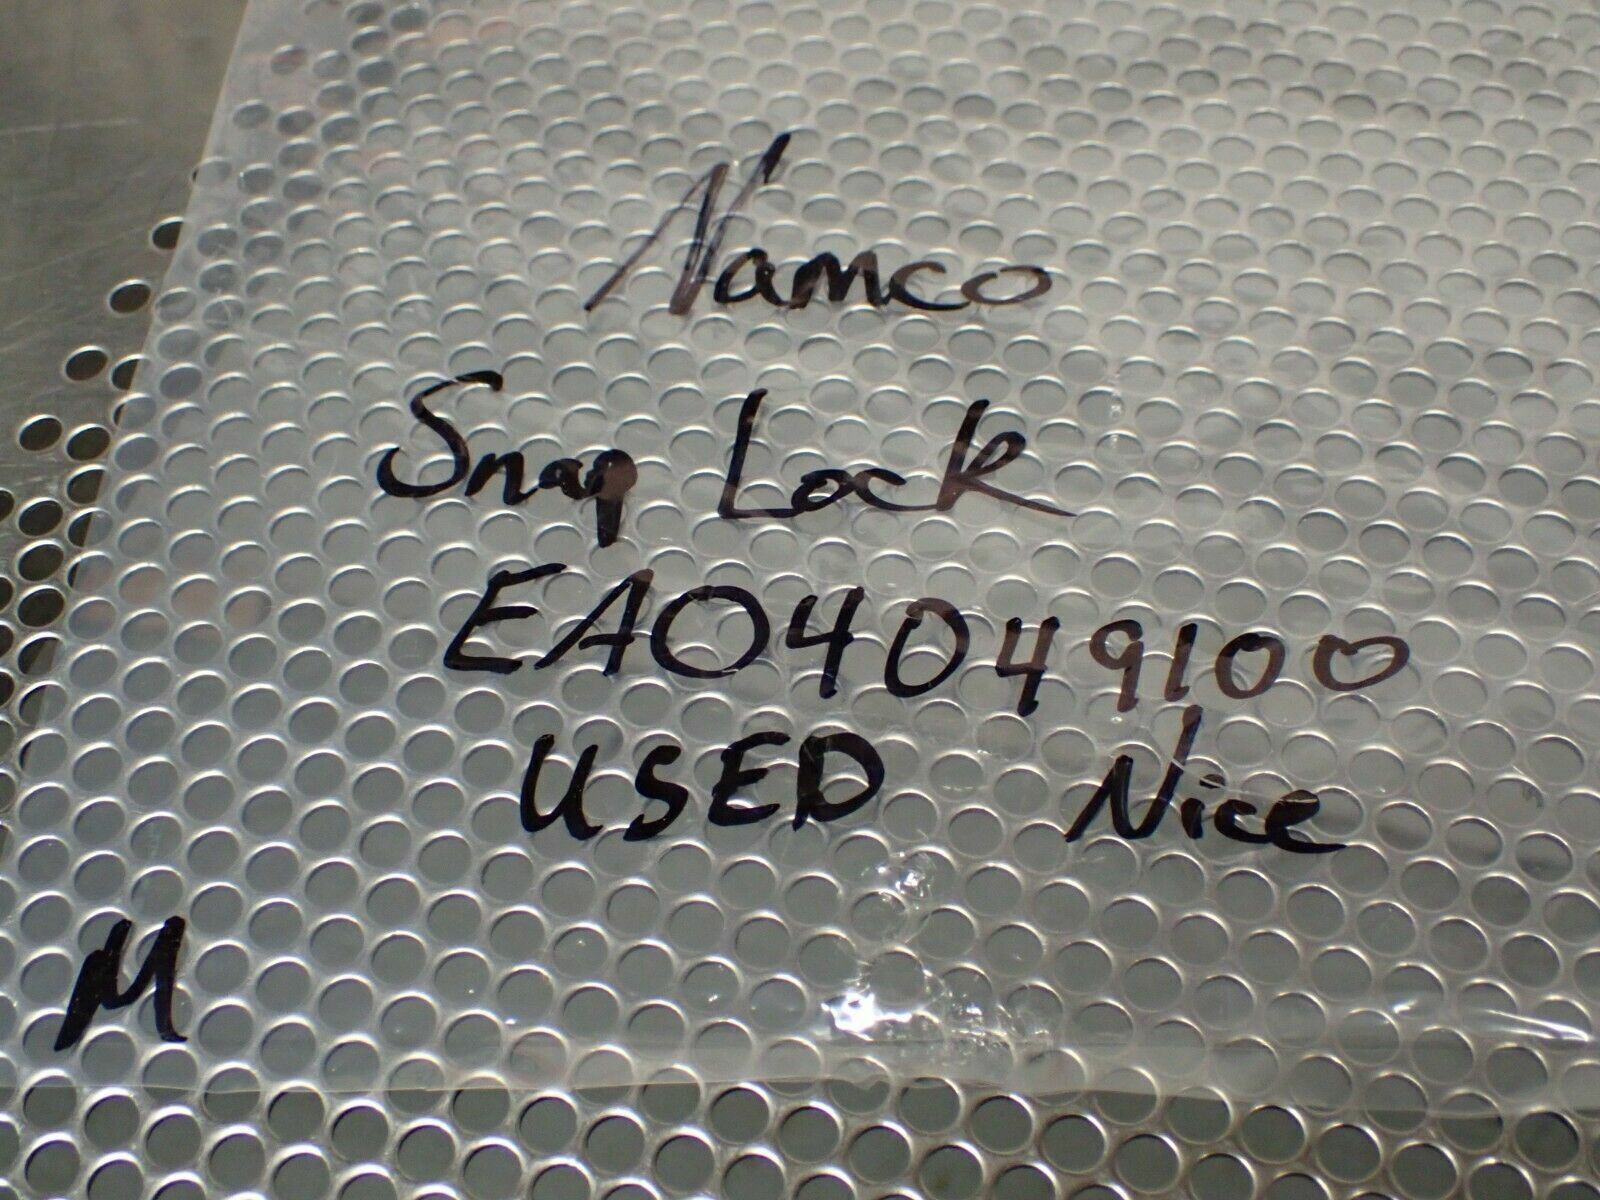 Namco
Snap Lock
EA04049100
USED Nice
M